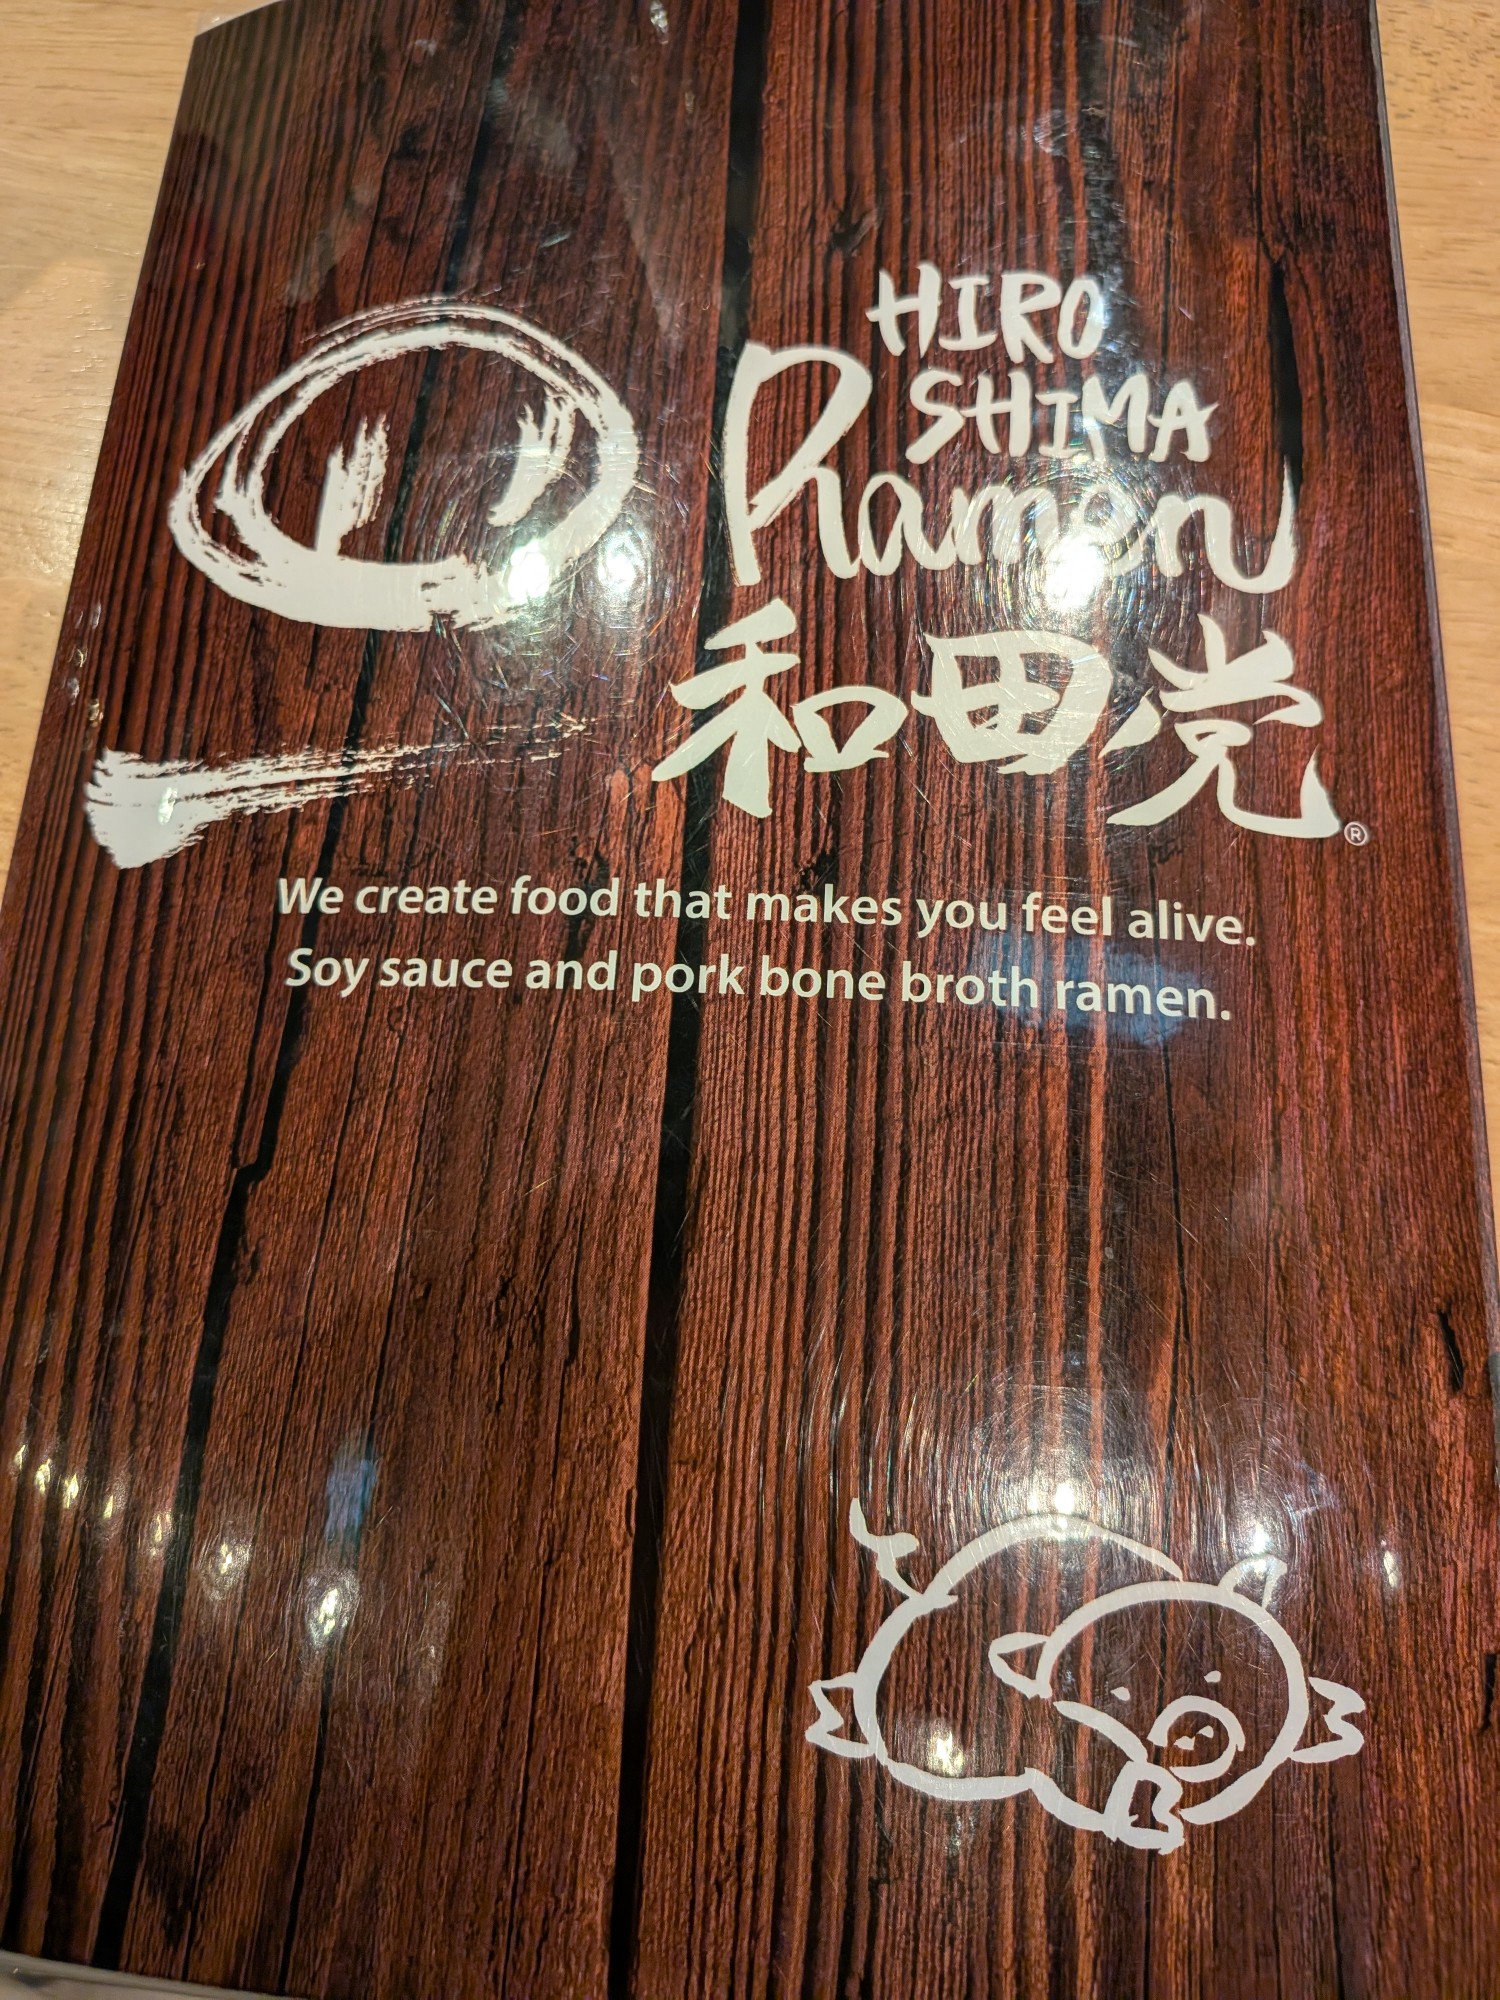 HIRO
SHIMA
Ramen
和田党®
We create food that makes you feel alive.
Soy sauce and pork bone broth ramen.